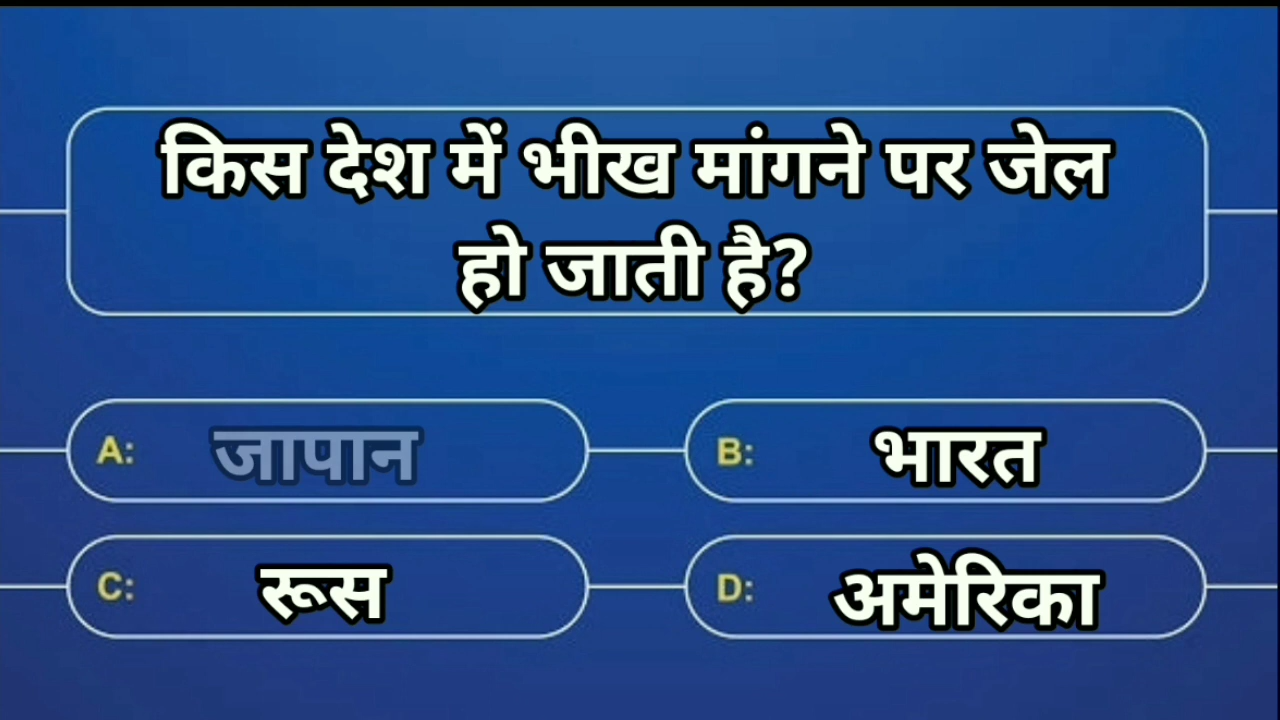 किस देश में भीख मांगने पर जेल
हो जाती है?
A: जापान
B: भारत
C: रूस
D: अमेरिका